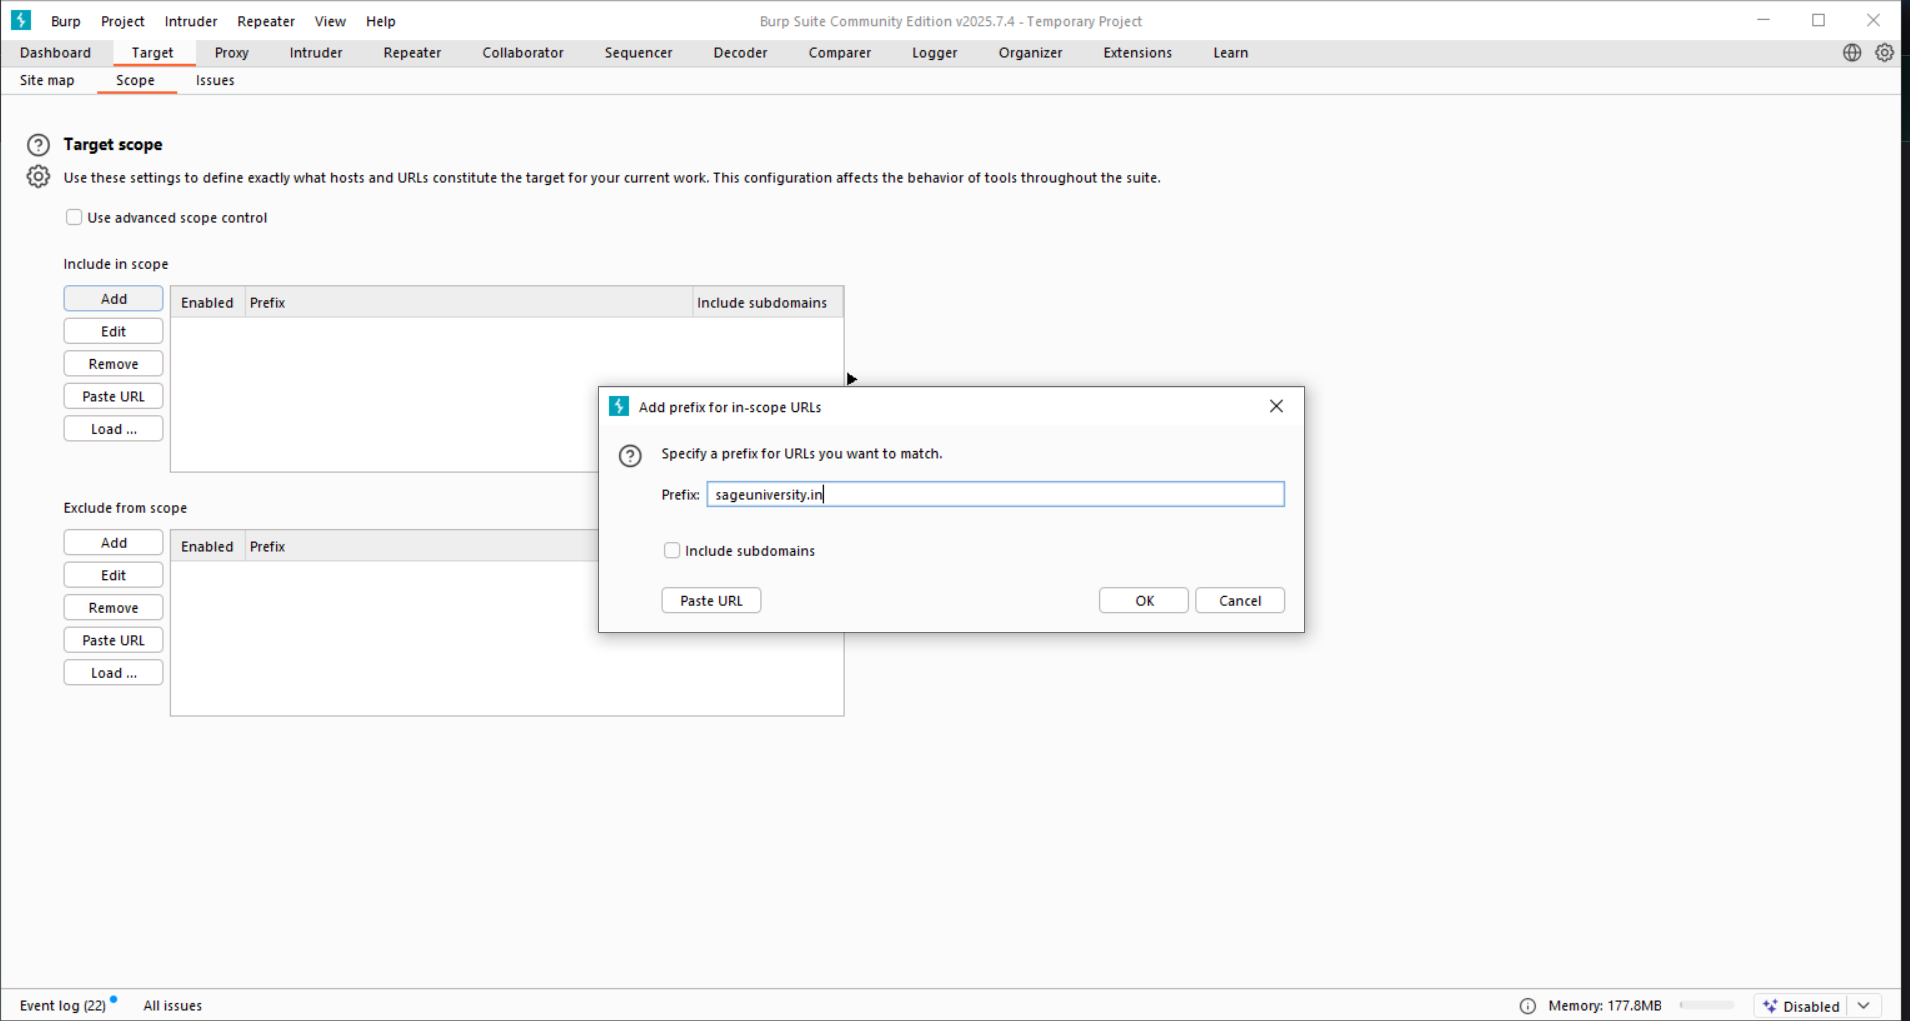 Burp Project Intruder Repeater View Help Burp Suite Community Edition v2025.7.4 - Temporary Project
Dashboard Target Proxy Intruder Repeater Collaborator Sequencer Decoder Comparer Logger Organizer Extensions Learn
Site map Scope Issues
Target scope
Use these settings to define exactly what hosts and URLs constitute the target for your current work. This configuration affects the behavior of tools throughout the suite.
Use advanced scope control
Include in scope
Add
Edit
Remove
Paste URL
Load ...
Enabled Prefix Include subdomains
Add prefix for in-scope URLs
Specify a prefix for URLs you want to match.
Prefix: sageuniversity.in
Include subdomains
Paste URL OK Cancel
Exclude from scope
Add
Edit
Remove
Paste URL
Load ...
Enabled Prefix
Event log (22) All issues Memory: 177.8MB Disabled